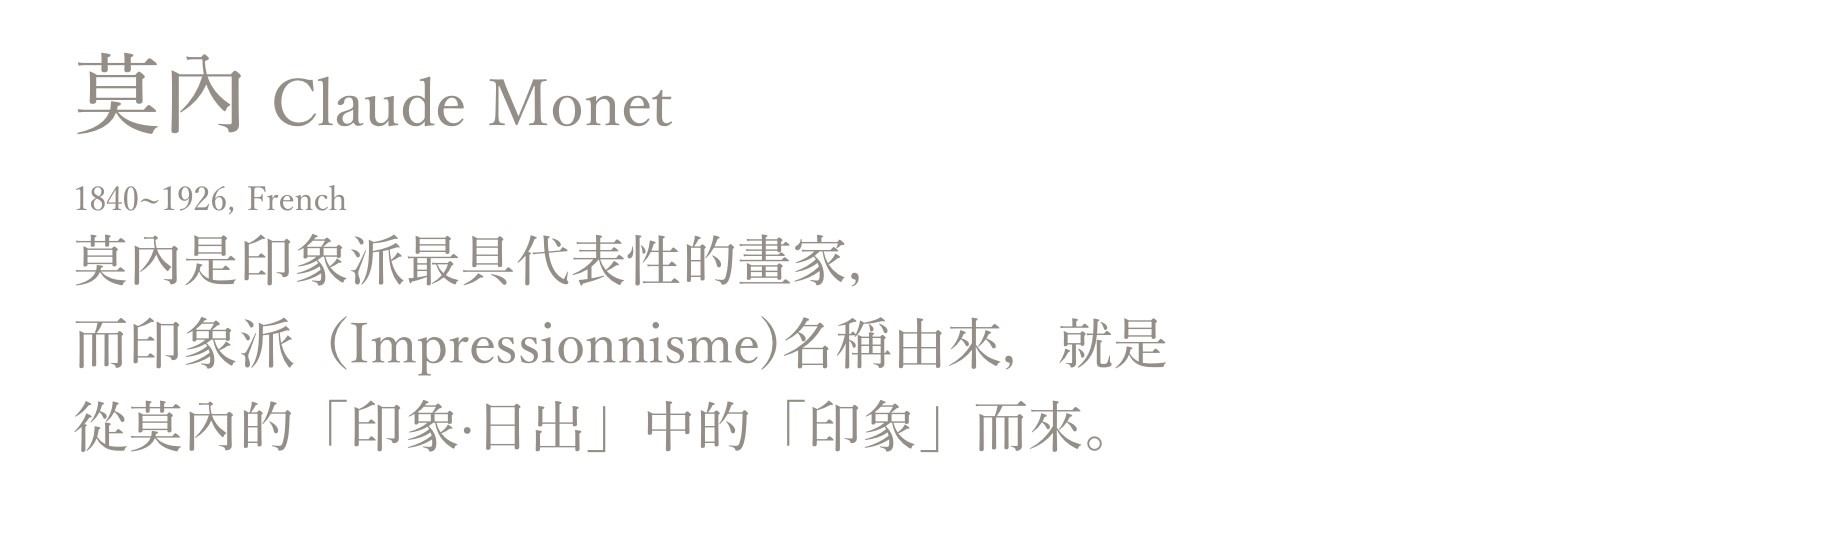 莫內 Claude Monet
1840~1926, French
莫內是印象派最具代表性的畫家,
而印象派（Impressionnisme)名稱由來，就是
從莫內的「印象·日出」中的「印象」而來。